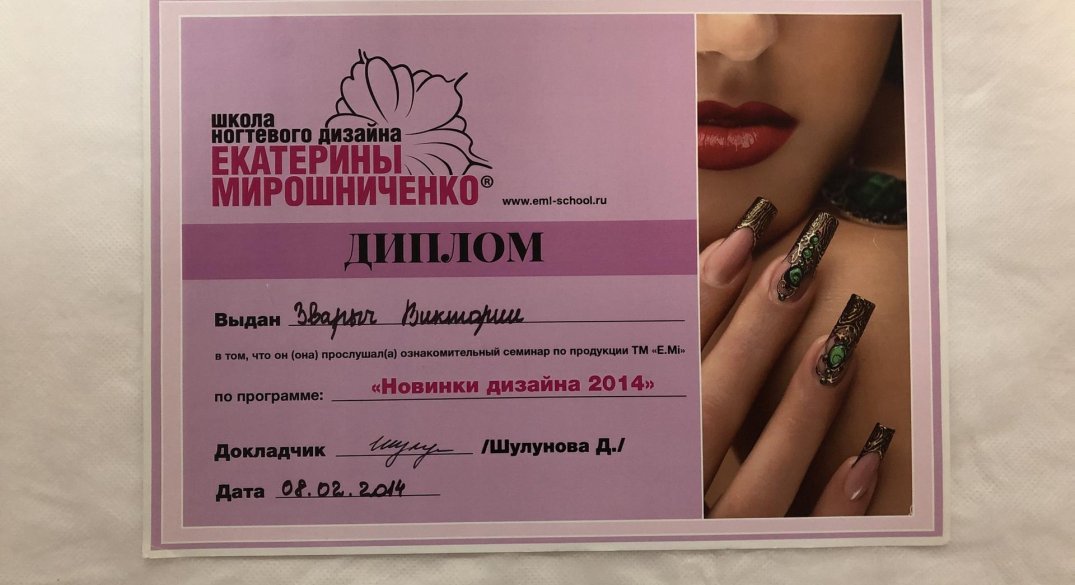 школа
ногтевого дизайна
ЕКАТЕРИНЫ
МИРОШНИЧЕНКО®
www.eml-school.ru
ДИПЛОМ
Выдан Зварыч Виктории
в том, что он (она) прослушал(а) ознакомительный семинар по продукции ТМ «E.Mi»
по программе: «Новинки дизайна 2014»
Докладчик /Шулунова Д./
Дата 08.02.2014